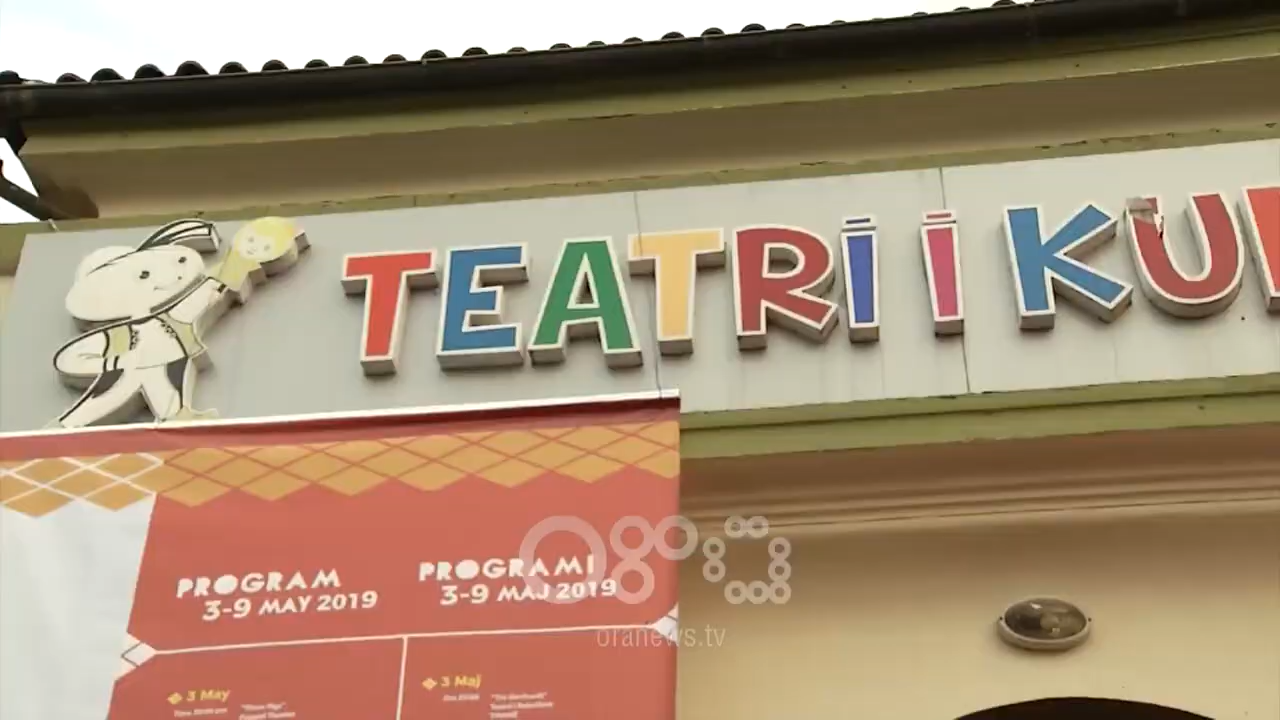 TEATRI I KU
PROGRAM
3-9 MAY 2019
PROGRAMI
3-9 MAJ 2019
oranews.tv
3 May
3 Maj